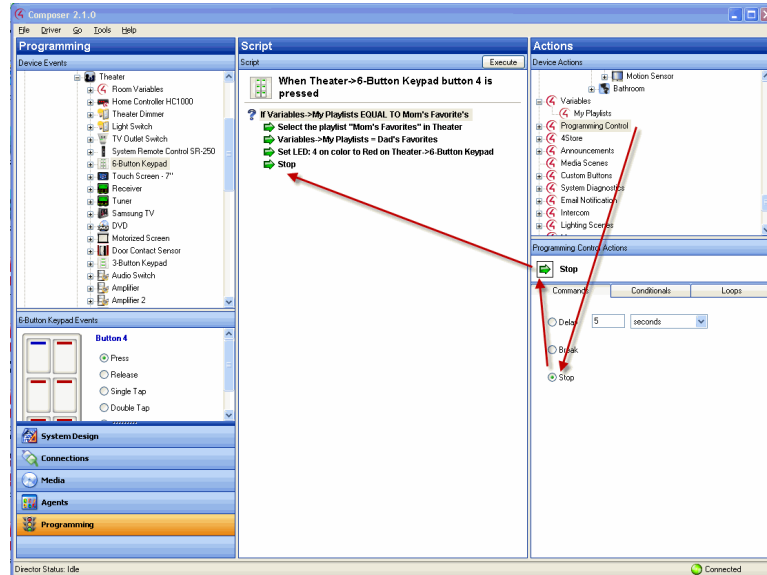 Composer 2.1.0
File Driver Go Tools Help
Programming
Device Events
Theater
Room Variables
Home Controller HC1000
Theater Dimmer
Light Switch
TV Outlet Switch
System Remote Control SR-250
6-Button Keypad
Touch Screen - 7"
Receiver
Tuner
Samsung TV
DVD
Motorized Screen
Door Contact Sensor
3-Button Keypad
Audio Switch
Amplifier
Amplifier 2
6-Button Keypad Events
Button 4
Press
Release
Single Tap
Double Tap
System Design
Connections
Media
Agents
Programming
Director Status: Idle
Script
Script Execute
When Theater->6-Button Keypad button 4 is
pressed
If Variables->My Playlists EQUAL TO Mom's Favorite's
Select the playlist "Mom's Favorites" in Theater
Variables->My Playlists = Dad's Favorites
Set LED: 4 on color to Red on Theater->6-Button Keypad
Stop
Actions
Device Actions
Motion Sensor
Bathroom
Variables
My Playlists
Programming Control
4Store
Announcements
Media Scenes
Custom Buttons
System Diagnostics
Email Notification
Intercom
Lighting Scenes
Programming Control Actions
Stop
Commands Conditionals Loops
Delay 5 seconds
Break
Stop
Connected